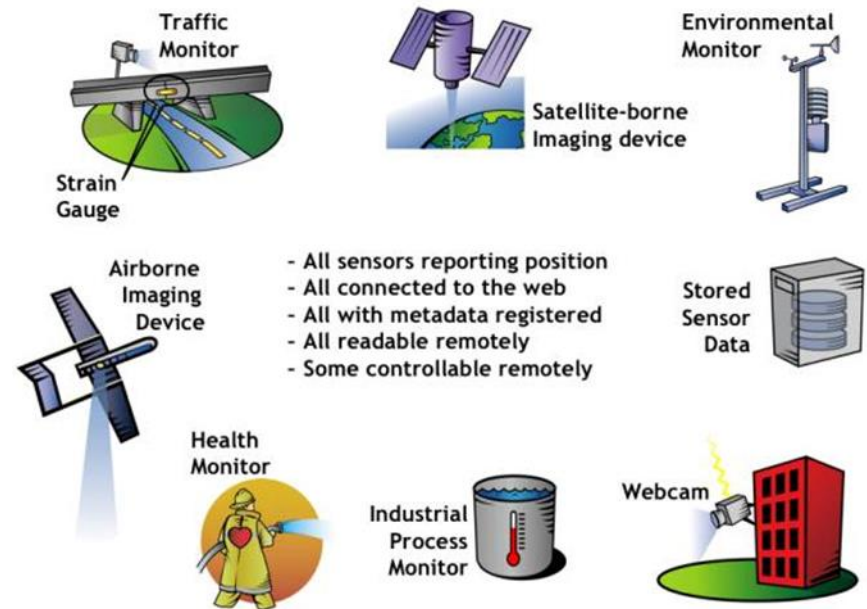 Traffic
Monitor
Environmental
Monitor
Satellite-borne
Imaging device
Strain
Gauge
Airborne
Imaging
Device
- All sensors reporting position
- All connected to the web
- All with metadata registered
- All readable remotely
- Some controllable remotely
Stored
Sensor
Data
Health
Monitor
Industrial
Process
Monitor
Webcam